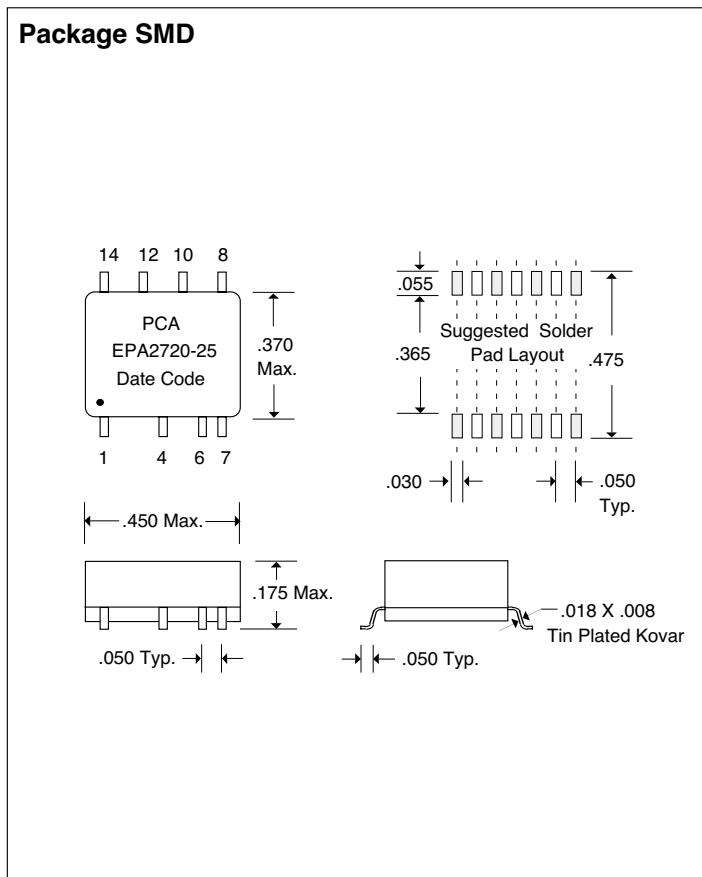 Package SMD
14 12 10 8
PCA
EPA2720-25
Date Code
.370
Max.
1 4 6 7
.450 Max.
.055
Suggested Solder
Pad Layout
.365
.475
.030
.050
Typ.
.175 Max.
.050 Typ.
.018 X .008
Tin Plated Kovar
.050 Typ.